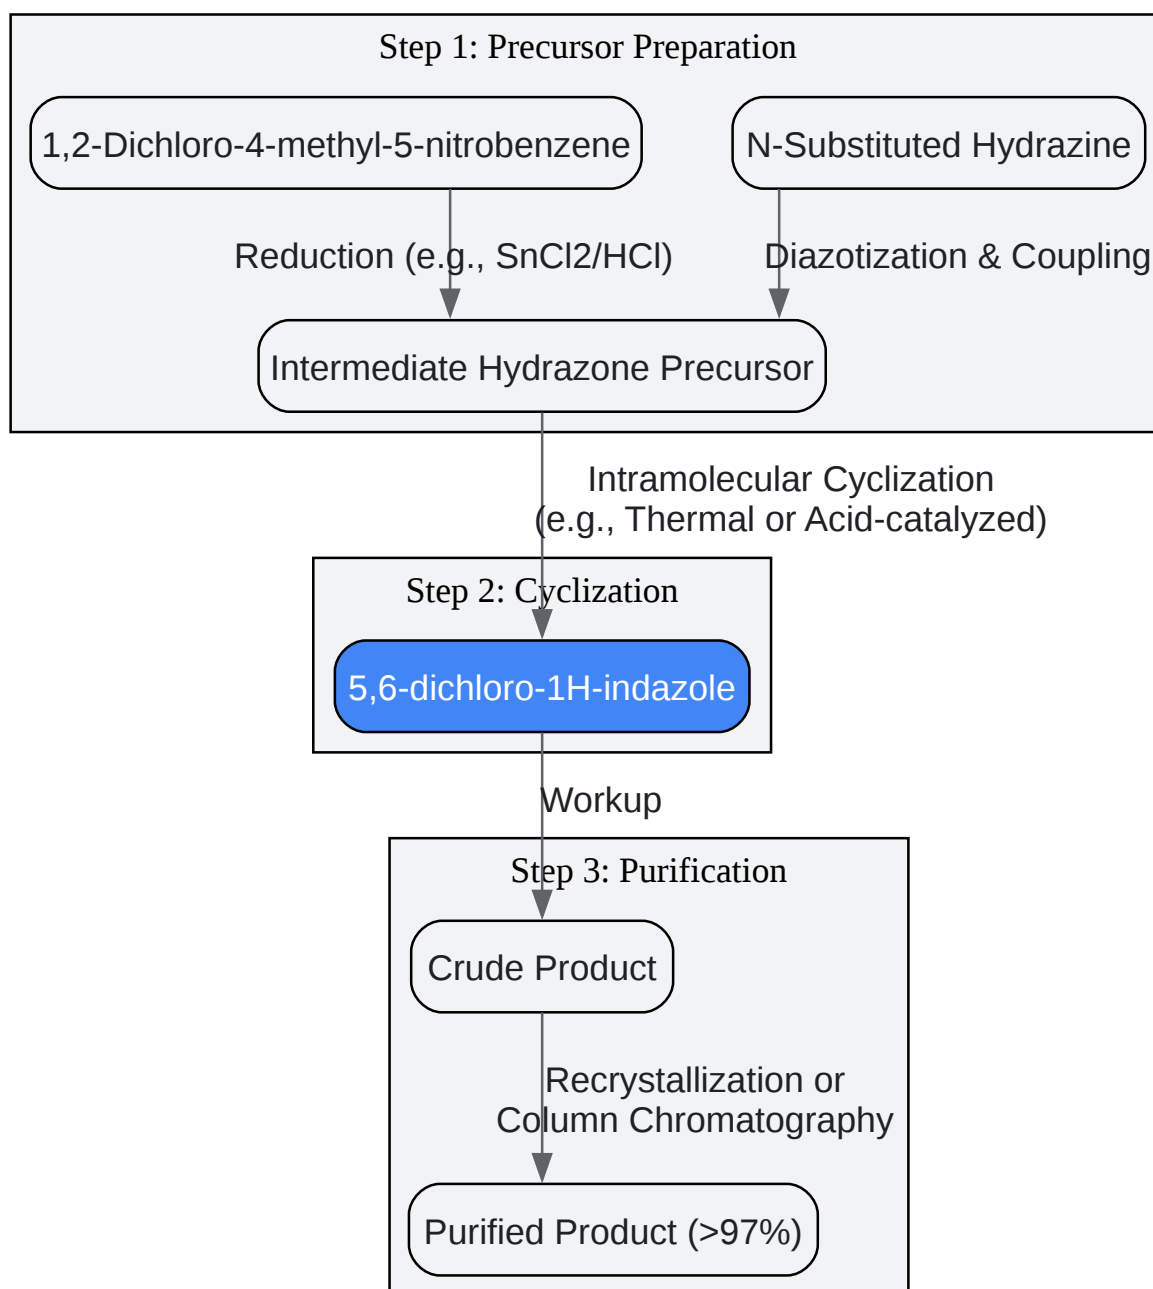 Step 1: Precursor Preparation
1,2-Dichloro-4-methyl-5-nitrobenzene
N-Substituted Hydrazine
Reduction (e.g., SnCl2/HCl)
Diazotization & Coupling
Intermediate Hydrazone Precursor
Intramolecular Cyclization
(e.g., Thermal or Acid-catalyzed)
Step 2: Cyclization
5,6-dichloro-1H-indazole
Workup
Step 3: Purification
Crude Product
Recrystallization or
Column Chromatography
Purified Product (>97%)